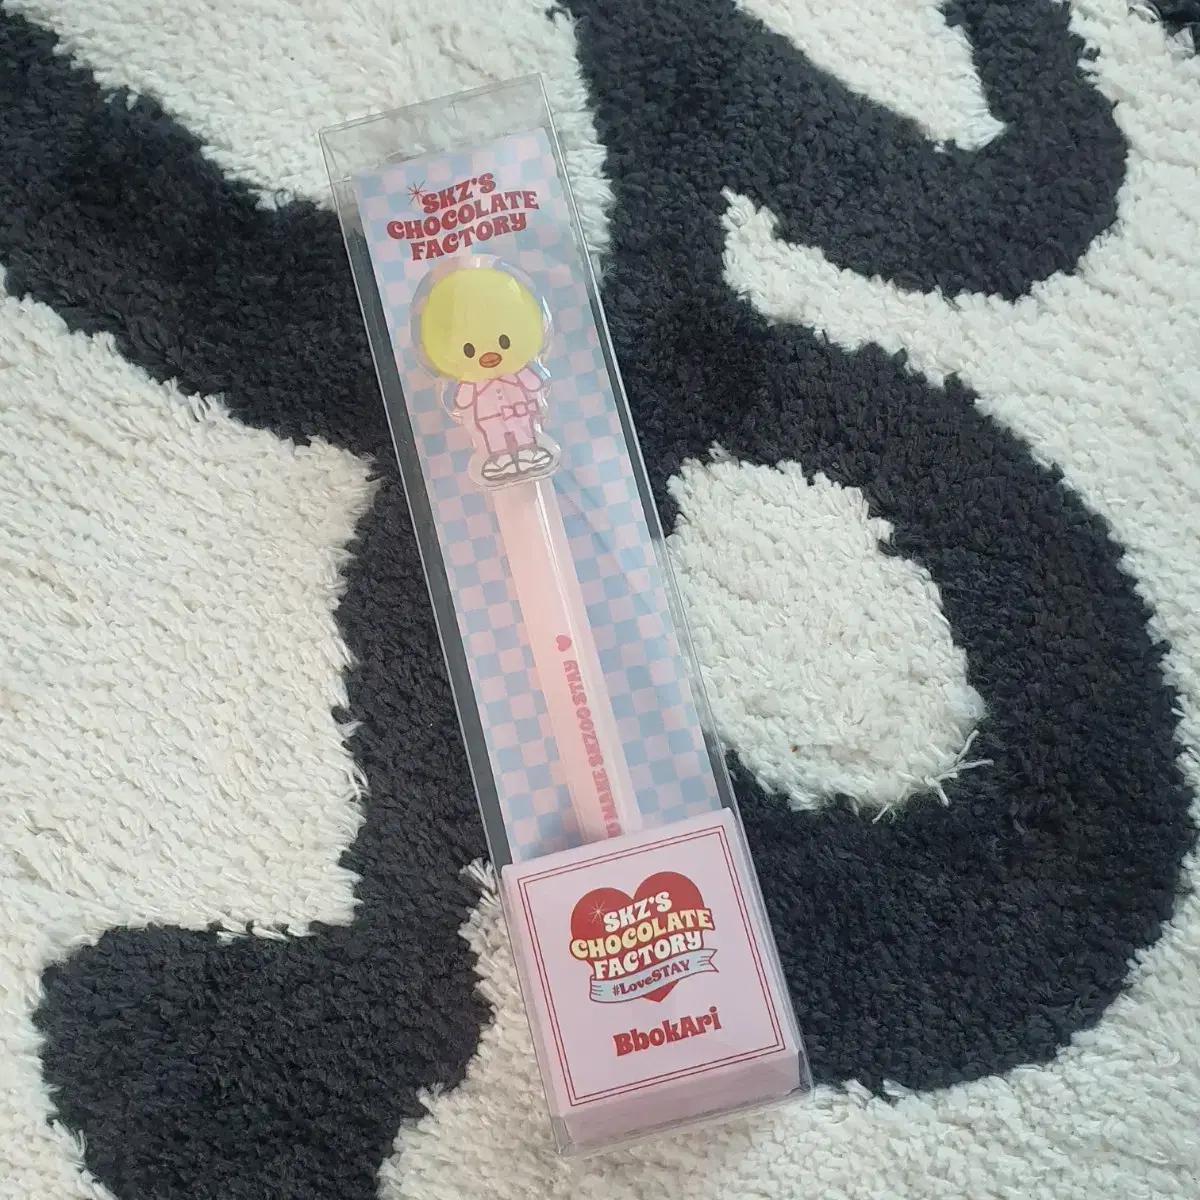 SKZ'S
CHOCOLATE
FACTORY
MAKE SKZOO STAY
SKZ'S
CHOCOLATE
FACTORY
#LoveSTAY
BbokAri